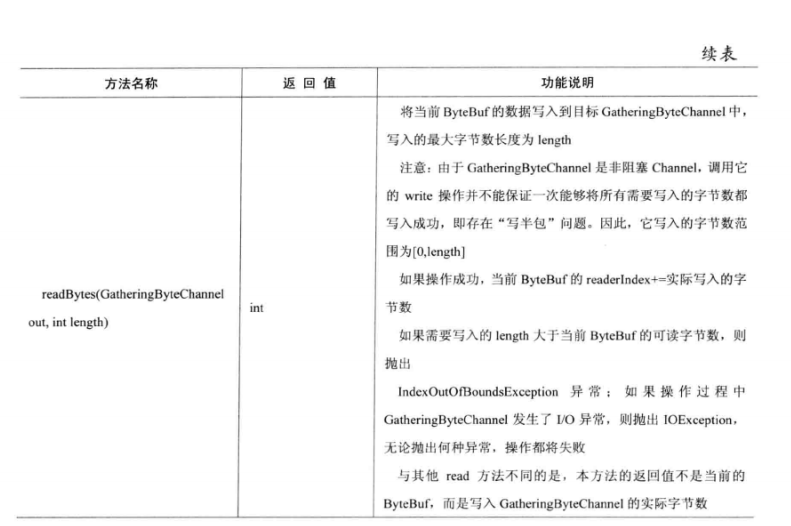 续表
方法名称 返回值 功能说明
将当前 ByteBuf 的数据写入到目标 GatheringByteChannel 中，
写入的最大字节数长度为 length
注意：由于 GatheringByteChannel 是非阻塞 Channel，调用它
的 write 操作并不能保证一次能够将所有需要写入的字节数都
写入成功，即存在“写半包”问题。因此，它写入的字节数范
围为[0,length]
如果操作成功，当前 ByteBuf 的 readerIndex+=实际写入的字
节数
readBytes(GatheringByteChannel
out, int length)
int
如果需要写入的 length 大于当前 ByteBuf 的可读字节数，则
抛出
IndexOutOfBoundsException 异常；如果操作过程中
GatheringByteChannel 发生了 I/O 异常，则抛出 IOException，
无论抛出何种异常，操作都将失败
与其他 read 方法不同的是，本方法的返回值不是当前的
ByteBuf，而是写入 GatheringByteChannel 的实际字节数